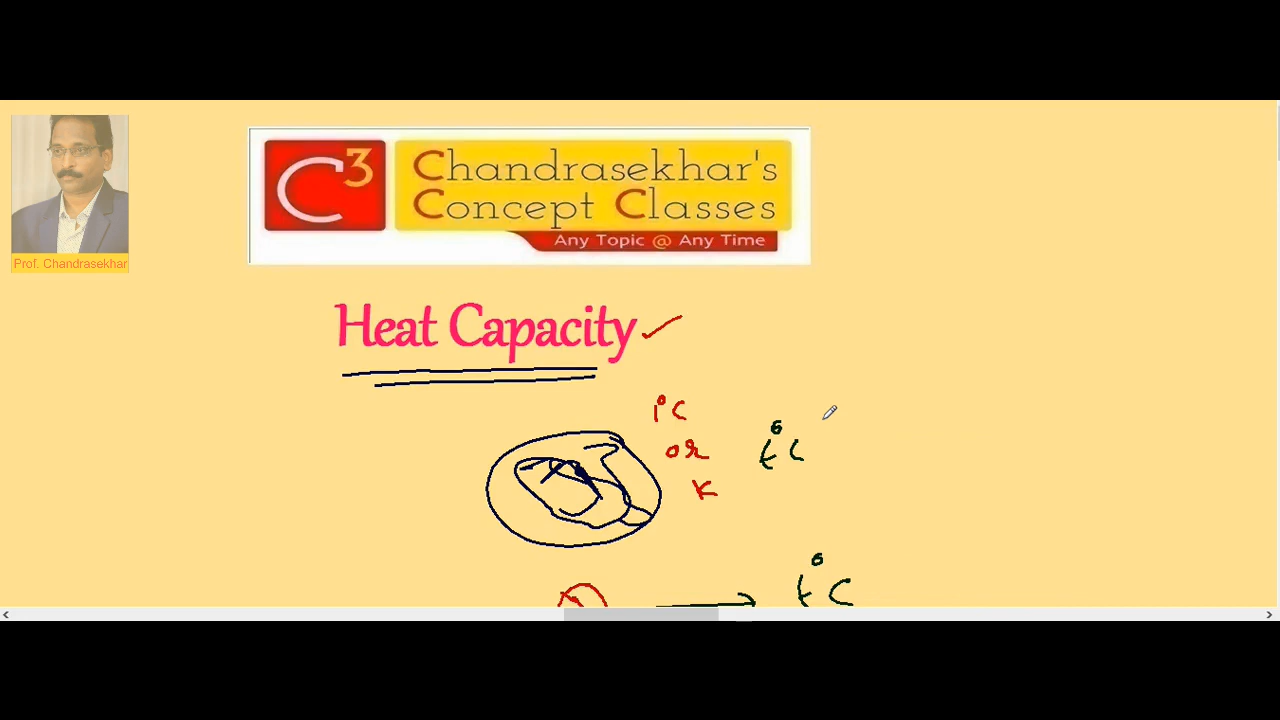 C3
Chandrasekhar's
Concept Classes
Any Topic @ Any Time
Prof. Chandrasekhar
Heat Capacity
1°C
or
K
t°C
t°C